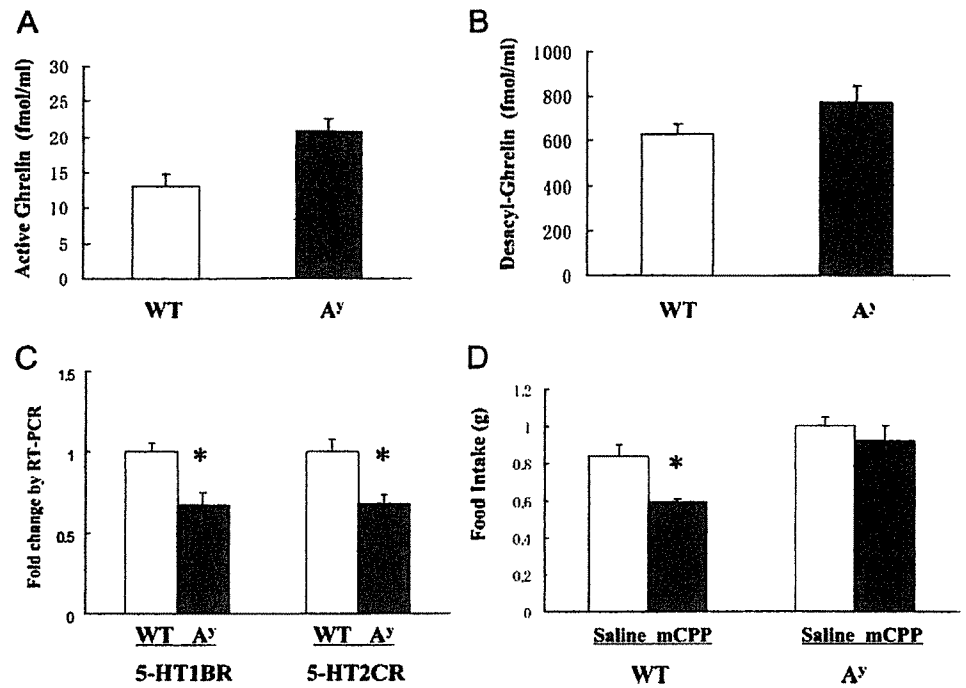 A
Active Ghrelin (fmol/ml)
30
25
20
15
10
5
0
WT
Aʸ
B
Desacyl-Ghrelin (fmol/ml)
1000
800
600
400
200
0
WT
Aʸ
C
Fold change by RT-PCR
1.5
1
0.5
0
*
*
WT Aʸ
WT Aʸ
5-HT1BR
5-HT2CR
D
Food Intake (g)
1.2
1
0.8
0.6
0.4
0.2
0
*
Saline mCPP
Saline mCPP
WT
Aʸ